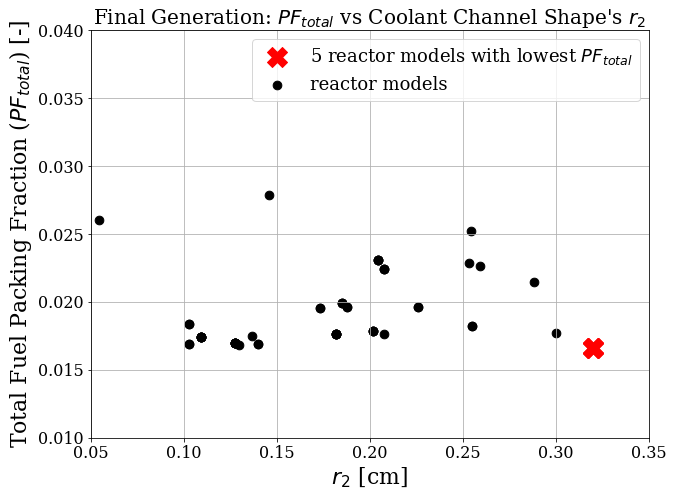 Final Generation: PF_total vs Coolant Channel Shape's r_2
5 reactor models with lowest PF_total
reactor models
Total Fuel Packing Fraction (PF_total) [-]
0.040
0.035
0.030
0.025
0.020
0.015
0.010
0.05 0.10 0.15 0.20 0.25 0.30 0.35
r_2 [cm]